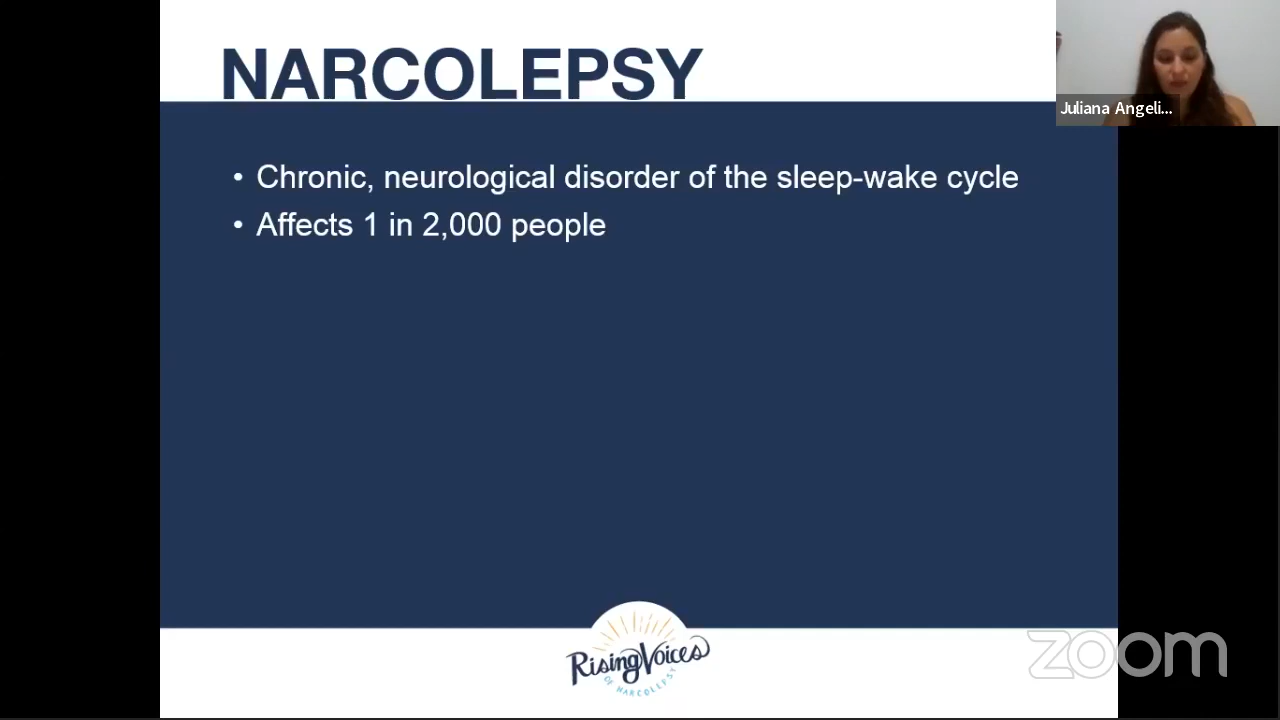 NARCOLEPSY
Juliana Angeli...
• Chronic, neurological disorder of the sleep-wake cycle
• Affects 1 in 2,000 people
Rising Voices
OF NARCOLEPSY
zoom